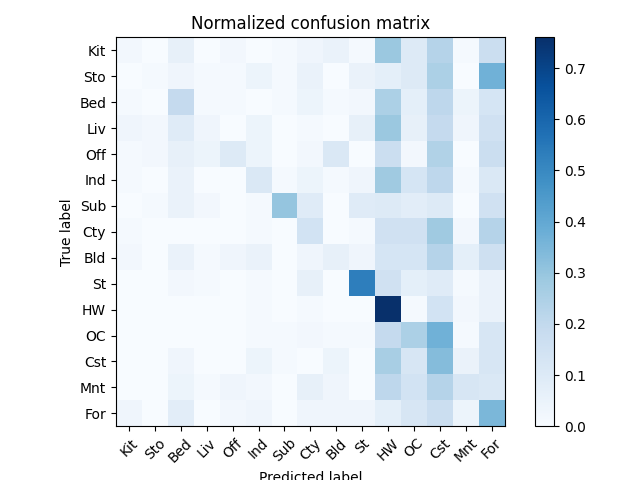 Normalized confusion matrix
True label
Kit
Sto
Bed
Liv
Off
Ind
Sub
Cty
Bld
St
HW
OC
Cst
Mnt
For
Kit Sto Bed Liv Off Ind Sub Cty Bld St HW OC Cst Mnt For
Predicted label
0.7
0.6
0.5
0.4
0.3
0.2
0.1
0.0